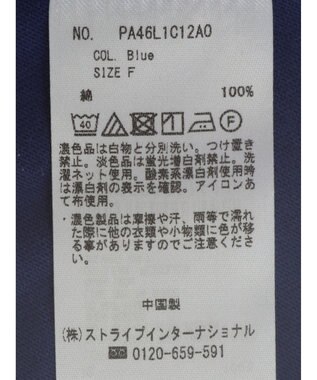 NO. PA46L1C12A0
COL. Blue
SIZE F
綿 100%
40
F
濃色品は白物と分別洗い。つけ置き
禁止。淡色品は蛍光増白剤禁止。洗
濯ネット使用。酸素系漂白剤使用時
は漂白剤の表示を確認。アイロンあ
て布使用。
・濃色製品は摩擦や汗、雨等で濡れ
た際に他の衣類や小物類に色が移
る事がありますのでご注意くださ
い。
中国製
(株)ストライプインターナショナル
0120-659-591